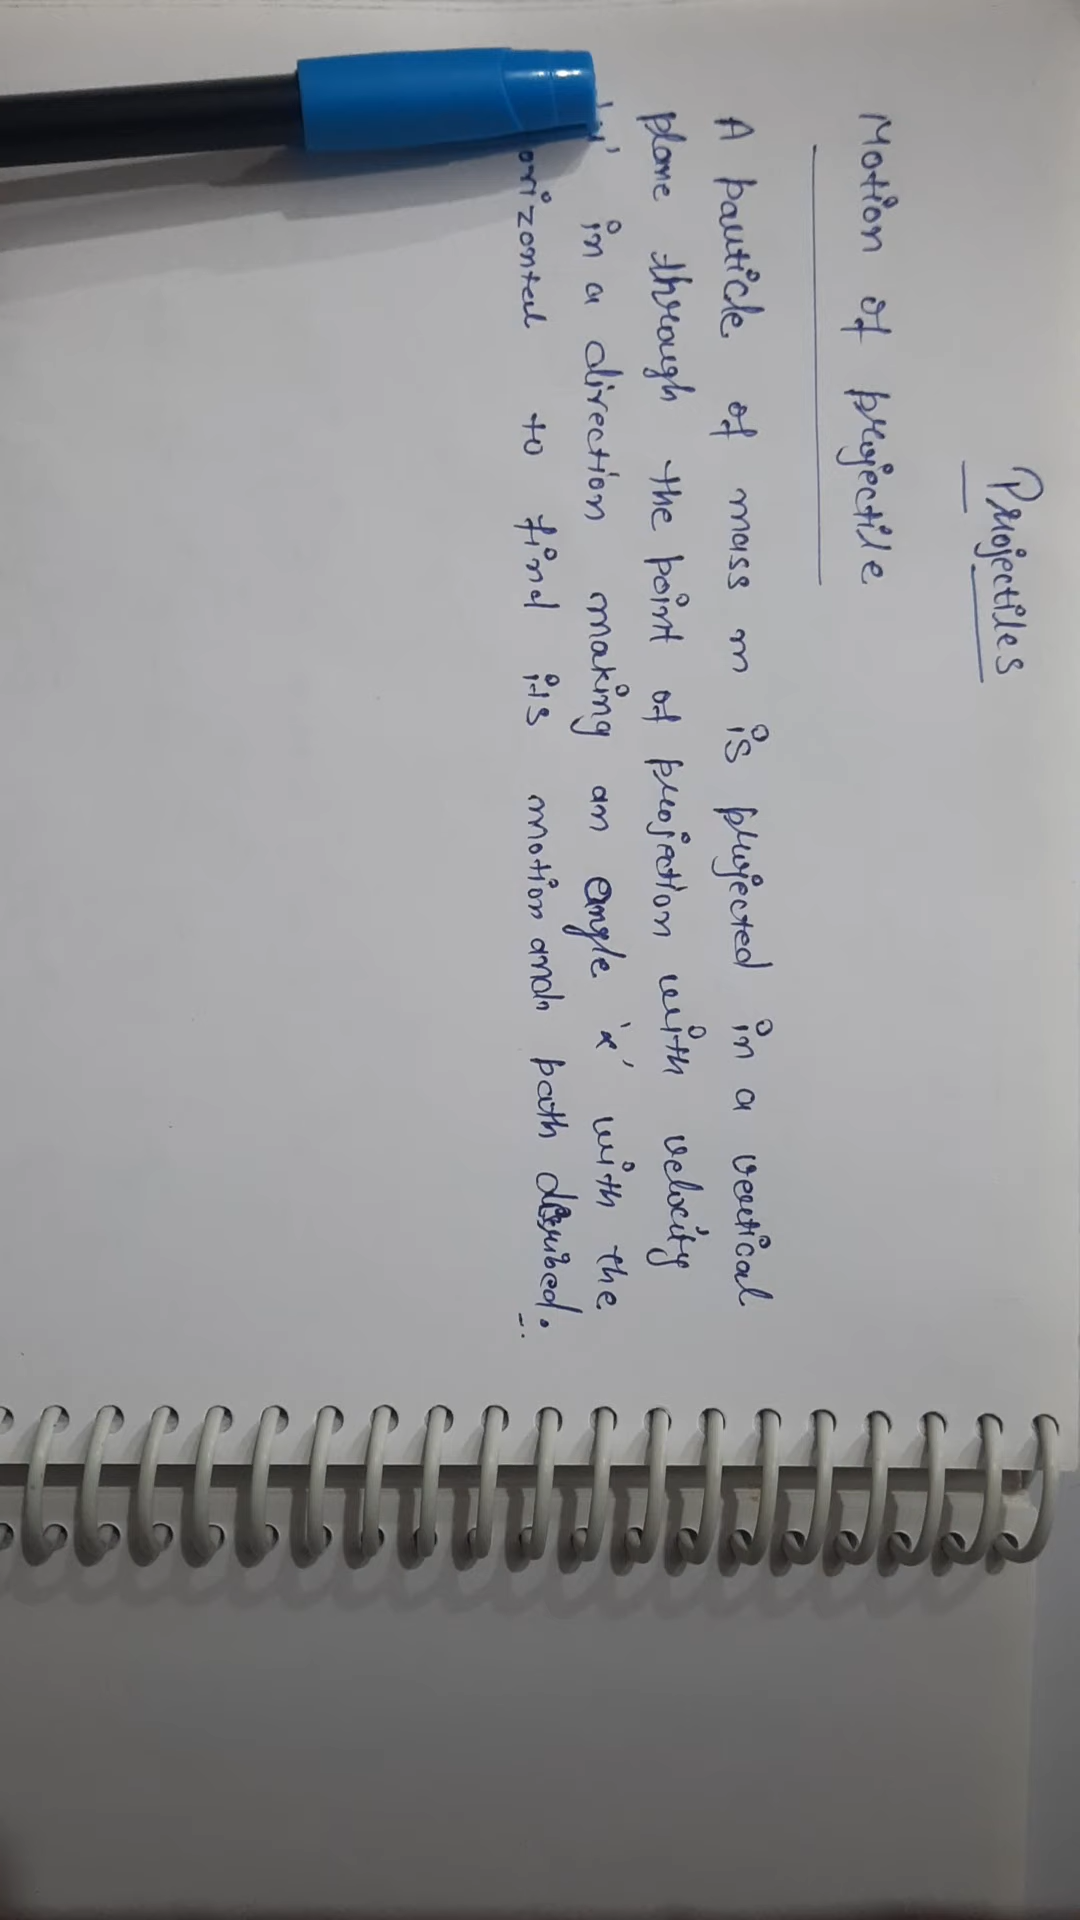 Projectiles
Motion of projectile
A particle of mass m is projected in a vertical
plane through the point of projection with velocity
in a direction making an angle 'α' with the
orizontal to find its motion and path described.